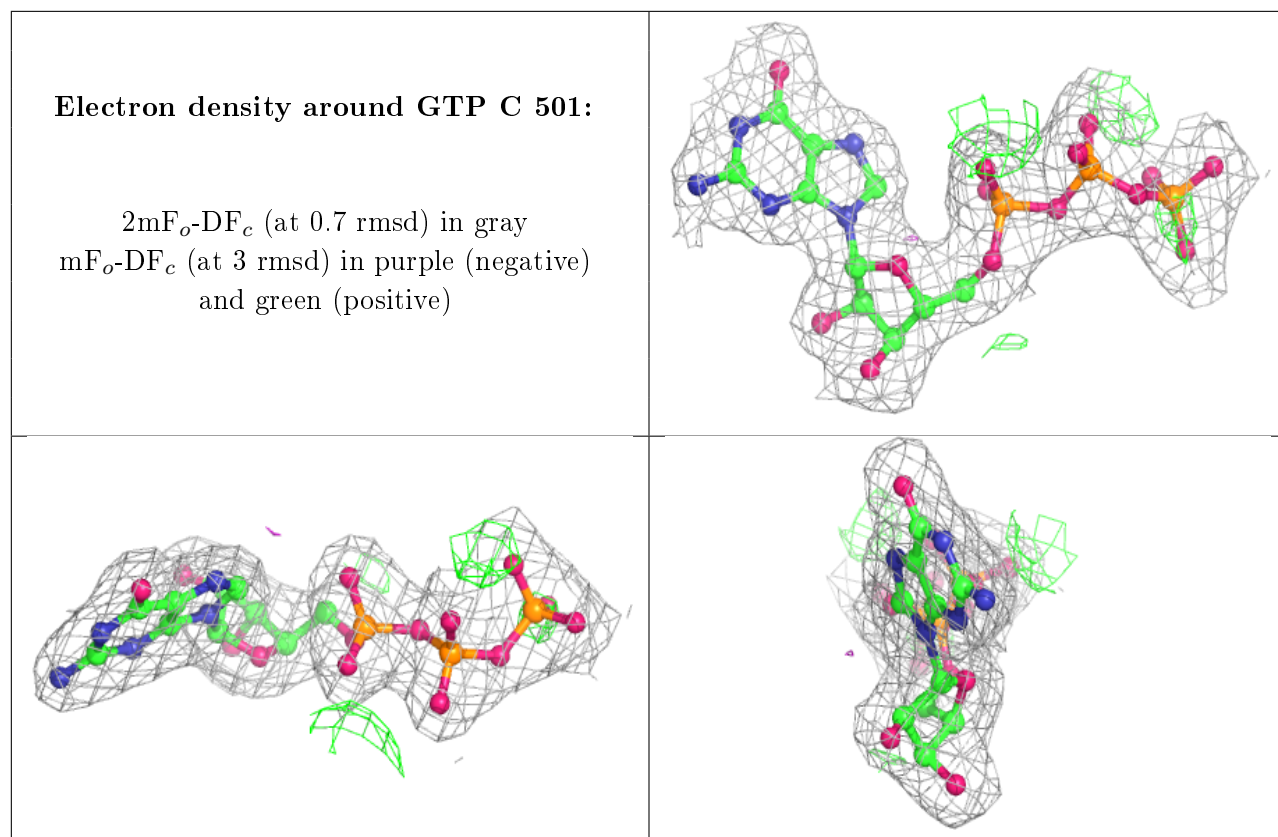 Electron density around GTP C 501:
2mFo-DFc (at 0.7 rmsd) in gray
mFo-DFc (at 3 rmsd) in purple (negative)
and green (positive)